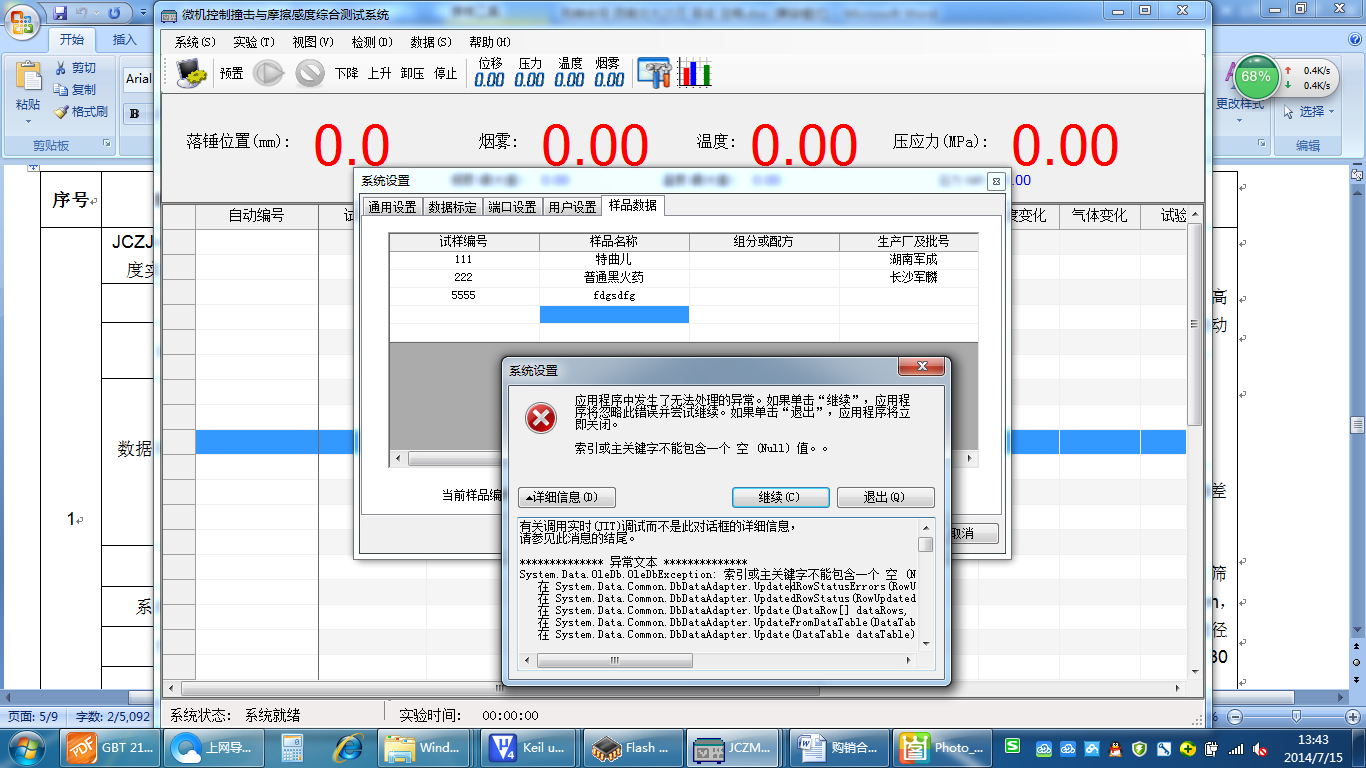 微机控制撞击与摩擦感度综合测试系统
开始
插入
系统(S) 实验(T) 视图(V) 检测(D) 数据(S) 帮助(H)
剪切
复制
格式刷
粘贴
剪贴板
Arial
B
预置
下降 上升 卸压 停止
位移 压力 温度 烟雾
0.00 0.00 0.00 0.00
68%
0.4K/s
0.4K/s
更改样式
选择
编辑
落锤位置(mm): 0.0 烟雾: 0.00 温度: 0.00 压应力(MPa): 0.00
系统设置
通用设置 数据标定 端口设置 用户设置 样品数据
序号
自动编号
度变化 气体变化 试验
试样编号 样品名称 组分或配方 生产厂及批号
111 特曲儿 湖南军成
222 普通黑火药 长沙军麟
5555 fdgsdfg
JCZJ
度实
高
动
数据
差
1
系
筛
径
30
当前样品编
取消
系统设置
应用程序中发生了无法处理的异常。如果单击“继续”，应用程
序将忽略此错误并尝试继续。如果单击“退出”，应用程序将立
即关闭。
索引或主关键字不能包含一个 空 (Null) 值。。
详细信息(D) 继续(C) 退出(Q)
有关调用实时(JIT)调试而不是此对话框的详细信息，
请参见此消息的结尾。
************** 异常文本 **************
System.Data.OleDb.OleDbException: 索引或主关键字不能包含一个 空 (N
在 System.Data.Common.DbDataAdapter.UpdatedRowStatusErrors(RowU
在 System.Data.Common.DbDataAdapter.UpdatedRowStatus(RowUpdated
在 System.Data.Common.DbDataAdapter.Update(DataRow[] dataRows,
在 System.Data.Common.DbDataAdapter.UpdateFromDataTable(DataTab
在 System.Data.Common.DbDataAdapter.Update(DataTable dataTable)
系统状态: 系统就绪 实验时间: 00:00:00
页面: 5/9 字数: 2/5,092
GBT 21...
上网导...
Wind...
Keil u...
Flash ...
JCZM...
购销合...
Photo_...
13:43
2014/7/15